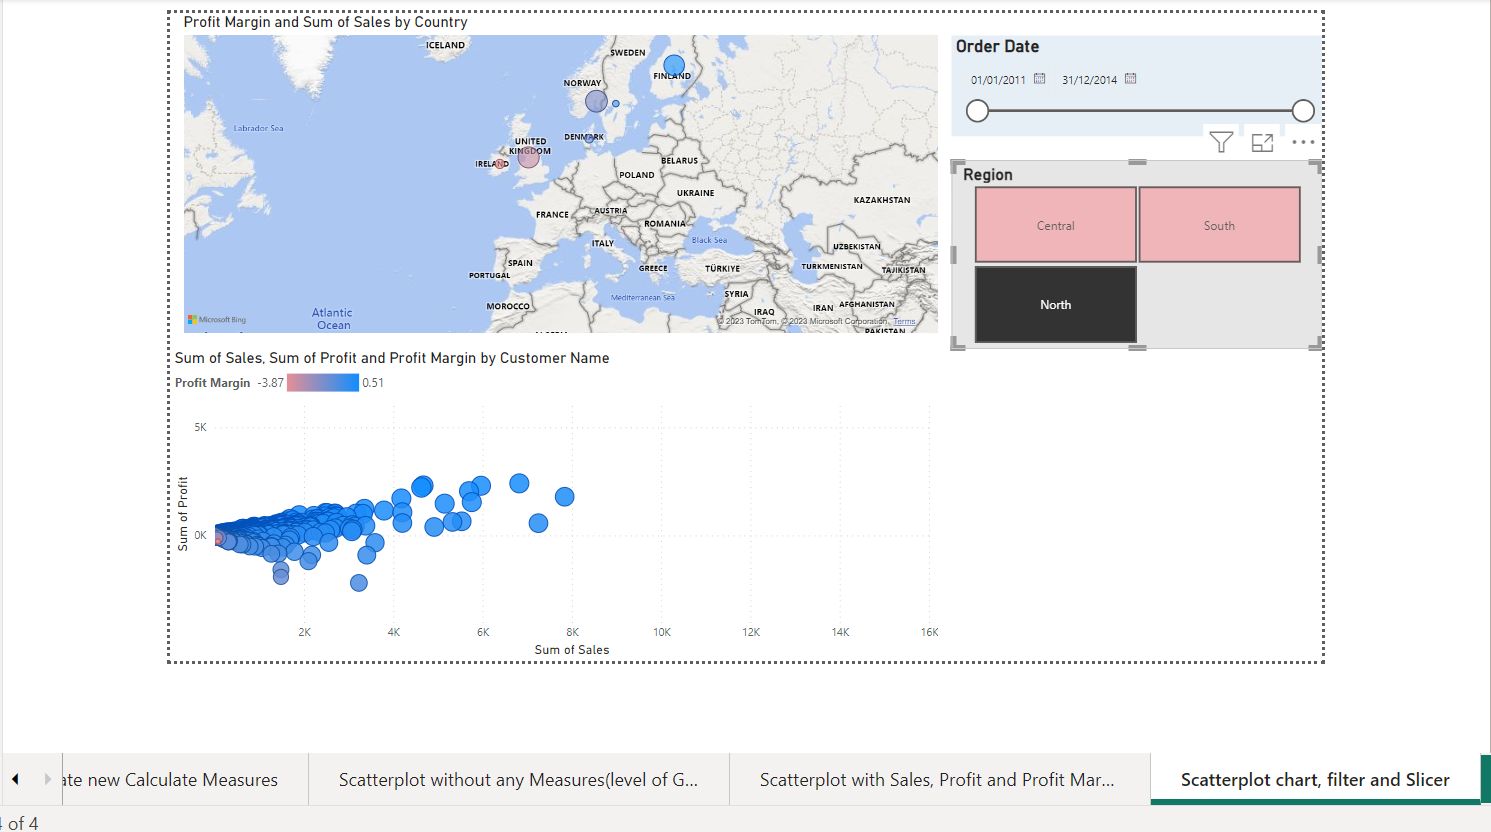 Profit Margin and Sum of Sales by Country
ICELAND
SWEDEN
FINLAND
NORWAY
Labrador Sea
DENMARK
UNITED
KINGDOM
IRELAND
BELARUS
POLAND
UKRAINE
KAZAKHSTAN
FRANCE
AUSTRIA
ROMANIA
ITALY
Black Sea
UZBEKISTAN
SPAIN
PORTUGAL
GREECE
TÜRKIYE
TURKMENISTAN
TAJIKISTAN
MOROCCO
Mediterranean Sea
SYRIA
IRAQ
IRAN
AFGHANISTAN
Atlantic
Ocean
Microsoft Bing
© 2023 TomTom, © 2023 Microsoft Corporation, Terms
PAKISTAN
Order Date
01/01/2011 31/12/2014
Region
Central
South
North
Sum of Sales, Sum of Profit and Profit Margin by Customer Name
Profit Margin -3.87 0.51
5K
0K
Sum of Profit
2K 4K 6K 8K 10K 12K 14K 16K
Sum of Sales
ate new Calculate Measures
Scatterplot without any Measures(level of G...
Scatterplot with Sales, Profit and Profit Mar...
Scatterplot chart, filter and Slicer
of 4